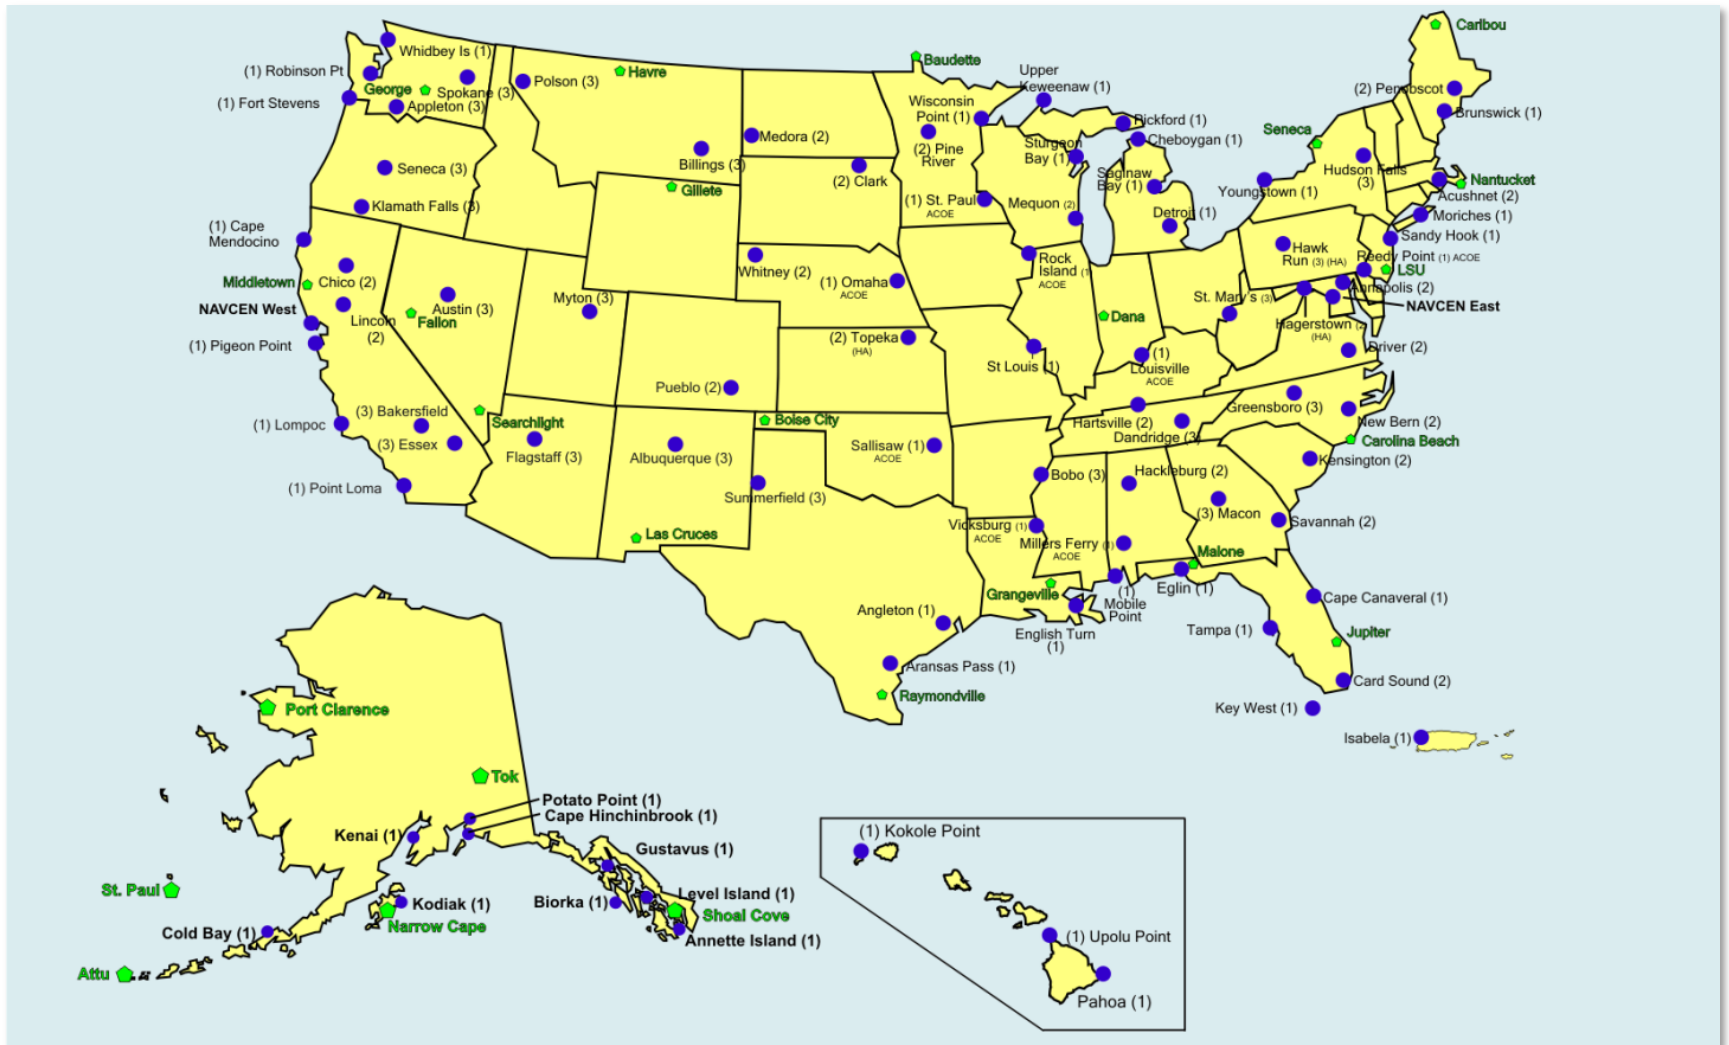 Caribou
Whidbey Is (1)
(1) Robinson Pt
Havre
Baudette
Upper
Keweenaw (1)
Polson (3)
George
Spokane (3)
(1) Fort Stevens
Appleton (3)
Wisconsin
Point (1)
(2) Penobscot
Brunswick (1)
Pickford (1)
Seneca
Medora (2)
Cheboygan (1)
(2) Pine
River
Sturgeon
Bay (1)
Billings (3)
Seneca (3)
Hudson Falls
(3)
(2) Clark
Saginaw
Bay (1)
Nantucket
Gillete
Youngstown (1)
Acushnet (2)
(1) St. Paul
ACOE
Mequon (2)
Klamath Falls (3)
Detroit (1)
Moriches (1)
(1) Cape
Mendocino
Sandy Hook (1)
Hawk
Run (3) (HA)
Reedy Point (1) ACOE
Rock
Island (1
ACOE
Whitney (2)
LSU
Middletown
Chico (2)
(1) Omaha
ACOE
Annapolis (2)
Myton (3)
St. Mary's (3)
NAVCEN West
Austin (3)
NAVCEN East
Lincoln
(2)
Fallon
Dana
Hagerstown (2)
(HA)
(2) Topeka
(HA)
(1) Pigeon Point
Driver (2)
(1)
Louisville
ACOE
St Louis (1)
Pueblo (2)
Greensboro (3)
(3) Bakersfield
Searchlight
Boise City
Hartsville (2)
New Bern (2)
(1) Lompoc
Dandridge (3)
Carolina Beach
(3) Essex
Flagstaff (3)
Albuquerque (3)
Sallisaw (1)
ACOE
Kensington (2)
Hackleburg (2)
Bobo (3)
(1) Point Loma
Summerfield (3)
(3) Macon
Savannah (2)
Vicksburg (1)
ACOE
Las Cruces
Millers Ferry (1)
ACOE
Malone
Eglin (1)
Grangeville
(1)
Mobile
Point
Cape Canaveral (1)
Angleton (1)
English Turn
(1)
Tampa (1)
Jupiter
Aransas Pass (1)
Card Sound (2)
Raymondville
Key West (1)
Isabela (1)
Port Clarence
Tok
Potato Point (1)
Cape Hinchinbrook (1)
Kenai (1)
Gustavus (1)
St. Paul
Level Island (1)
Biorka (1)
Kodiak (1)
Shoal Cove
Narrow Cape
Cold Bay (1)
Annette Island (1)
Attu
(1) Kokole Point
(1) Upolu Point
Pahoa (1)